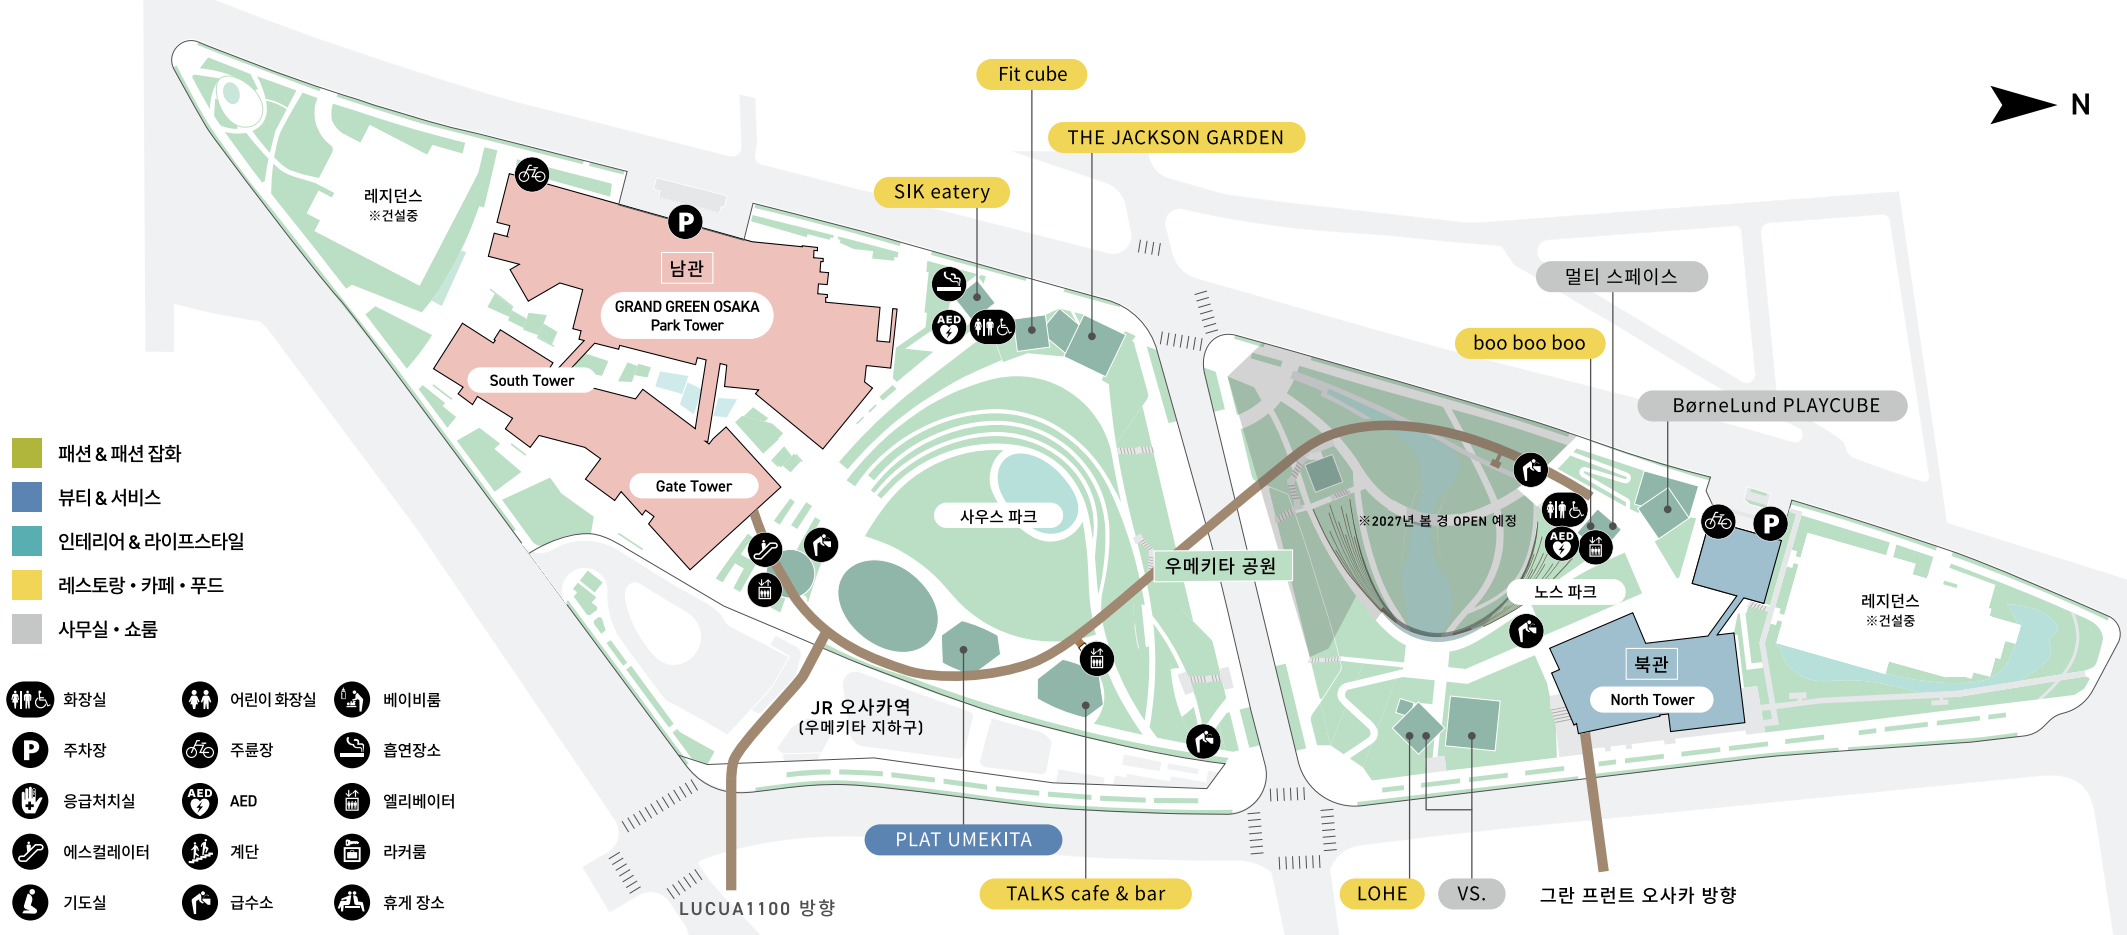 Fit cube
THE JACKSON GARDEN
SIK eatery
N
레지던스
※건설중
P
남관
GRAND GREEN OSAKA
Park Tower
AED
멀티 스페이스
boo boo boo
BørneLund PLAYCUBE
South Tower
Gate Tower
사우스 파크
※2027년 봄 경 OPEN 예정
AED
P
우메키타 공원
노스 파크
레지던스
※건설중
북관
North Tower
JR 오사카역
(우메키타 지하구)
PLAT UMEKITA
TALKS cafe & bar
LOHE
VS.
그란 프런트 오사카 방향
LUCUA1100 방향
패션 & 패션 잡화
뷰티 & 서비스
인테리어 & 라이프스타일
레스토랑・카페・푸드
사무실・쇼룸
화장실
어린이 화장실
베이비룸
P 주차장
주륜장
흡연장소
응급처치실
AED AED
엘리베이터
에스컬레이터
계단
라커룸
기도실
급수소
휴게 장소